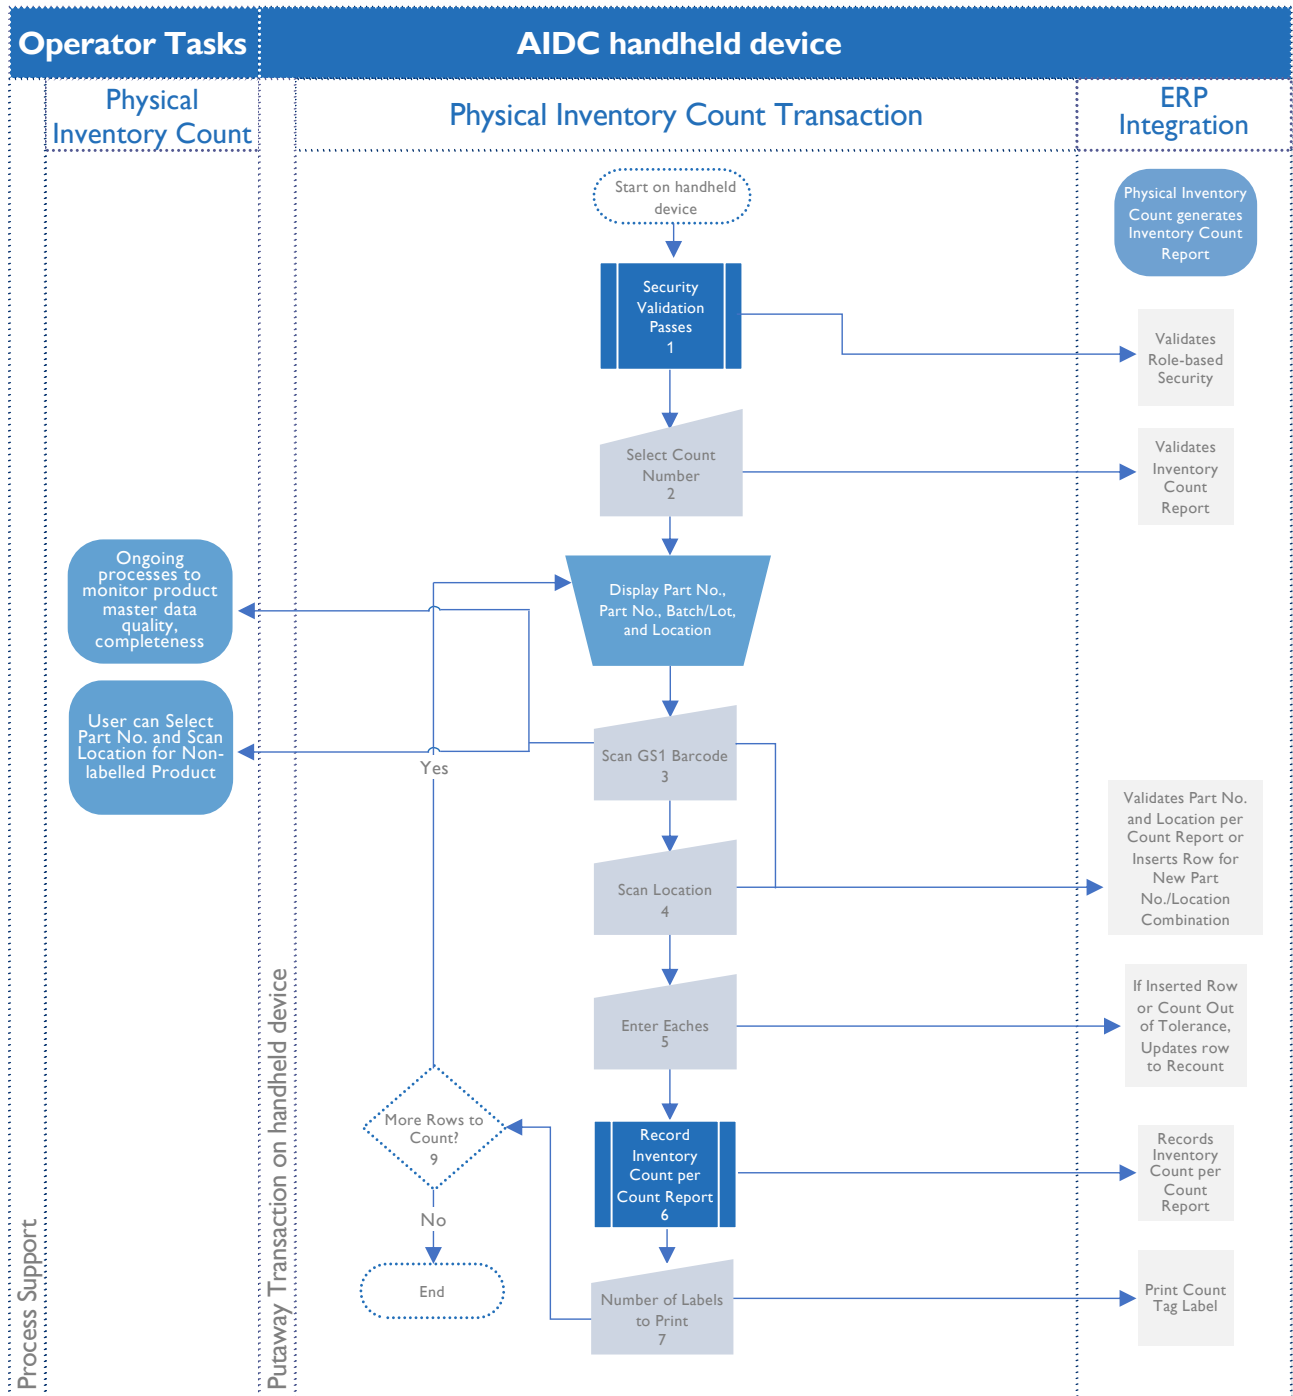 Operator Tasks
AIDC handheld device
Physical
Inventory Count
Physical Inventory Count Transaction
ERP
Integration
Start on handheld
device
Physical Inventory
Count generates
Inventory Count
Report
Security
Validation
Passes
1
Validates
Role-based
Security
Select Count
Number
2
Validates
Inventory
Count
Report
Ongoing
processes to
monitor product
master data
quality,
completeness
Display Part No.,
Part No., Batch/Lot,
and Location
User can Select
Part No. and Scan
Location for Non-
labelled Product
Yes
Scan GS1 Barcode
3
Validates Part No.
and Location per
Count Report or
Inserts Row for
New Part
No./Location
Combination
Scan Location
4
If Inserted Row
or Count Out
of Tolerance,
Updates row
to Recount
Enter Eaches
5
More Rows to
Count?
9
Record
Inventory
Count per
Count Report
6
Records
Inventory
Count per
Count
Report
No
End
Number of Labels
to Print
7
Print Count
Tag Label
Process Support
Putaway Transaction on handheld device